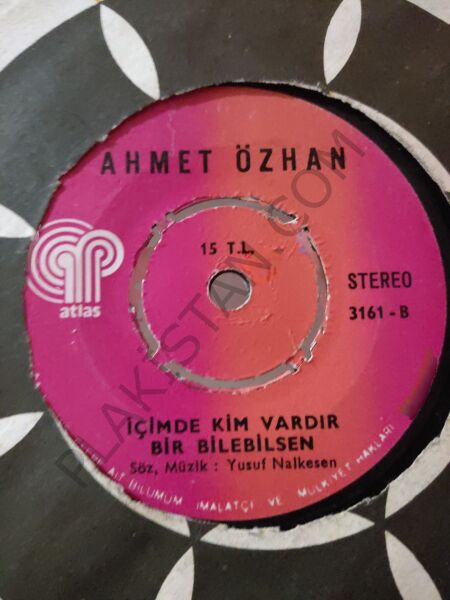 AHMET ÖZHAN
15 T.L.
STEREO
3161 - B
atlas
İÇİMDE KİM VARDIR
BİR BİLEBİLSEN
Söz, Müzik : Yusuf Nalkesen
AİT BİLUMUM İMALATÇI VE MÜLKİYET HAKLARI
PLAKİSTAN.COM